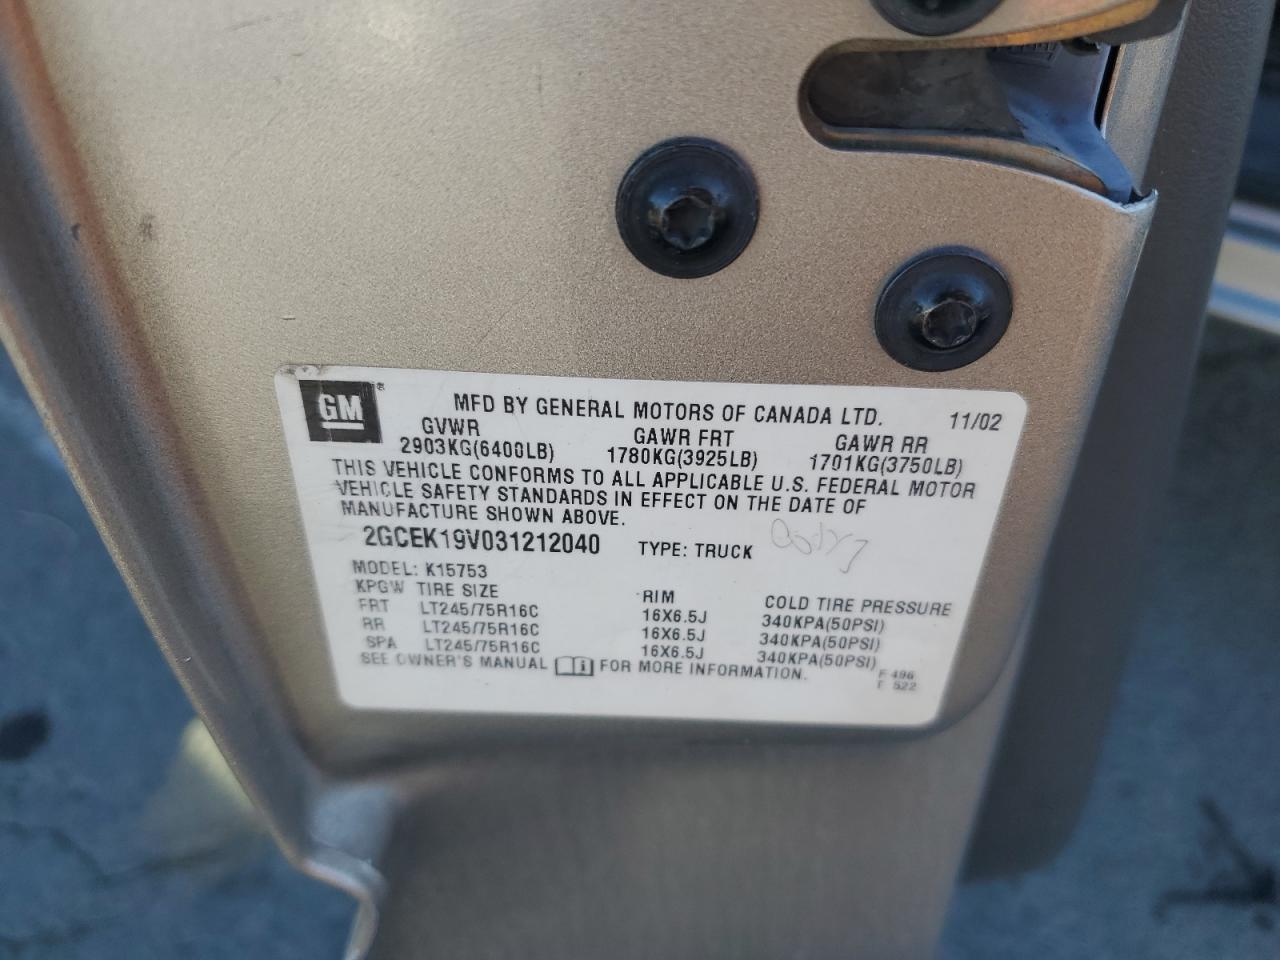 GM® MFD BY GENERAL MOTORS OF CANADA LTD. 11/02
GVWR GAWR FRT GAWR RR
2903KG(6400LB) 1780KG(3925LB) 1701KG(3750LB)
THIS VEHICLE CONFORMS TO ALL APPLICABLE U.S. FEDERAL MOTOR
VEHICLE SAFETY STANDARDS IN EFFECT ON THE DATE OF
MANUFACTURE SHOWN ABOVE.
2GCEK19V031212040 TYPE: TRUCK
MODEL: K15753
KPGW TIRE SIZE RIM COLD TIRE PRESSURE
FRT LT245/75R16C 16X6.5J 340KPA(50PSI)
RR LT245/75R16C 16X6.5J 340KPA(50PSI)
SPA LT245/75R16C 16X6.5J 340KPA(50PSI)
SEE OWNER'S MANUAL FOR MORE INFORMATION.
F 496
T 522